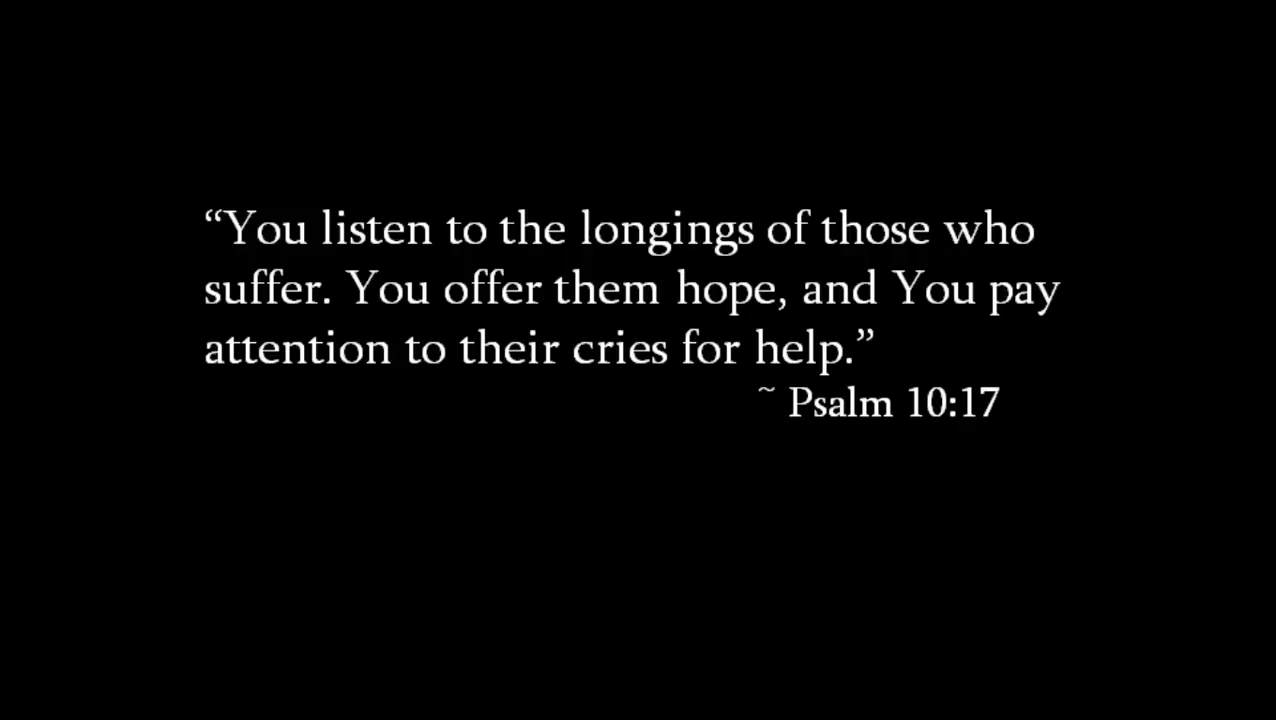 “You listen to the longings of those who
suffer. You offer them hope, and You pay
attention to their cries for help.”
~ Psalm 10:17